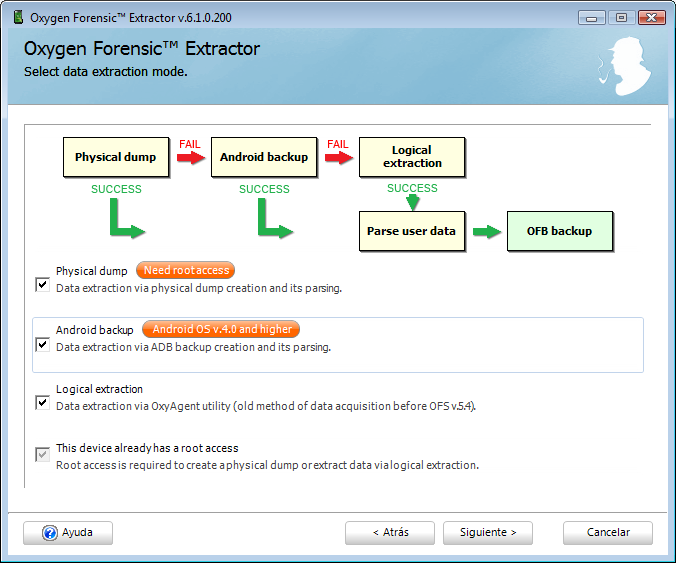 Oxygen Forensic™ Extractor v.6.1.0.200
Oxygen Forensic™ Extractor
Select data extraction mode.
Physical dump
FAIL
Android backup
FAIL
Logical
extraction
SUCCESS
SUCCESS
SUCCESS
Parse user data
OFB backup
Physical dump
Need root access
Data extraction via physical dump creation and its parsing.
Android backup
Android OS v.4.0 and higher
Data extraction via ADB backup creation and its parsing.
Logical extraction
Data extraction via OxyAgent utility (old method of data acquisition before OFS v.5.4).
This device already has a root access
Root access is required to create a physical dump or extract data via logical extraction.
Ayuda
< Atrás
Siguiente >
Cancelar